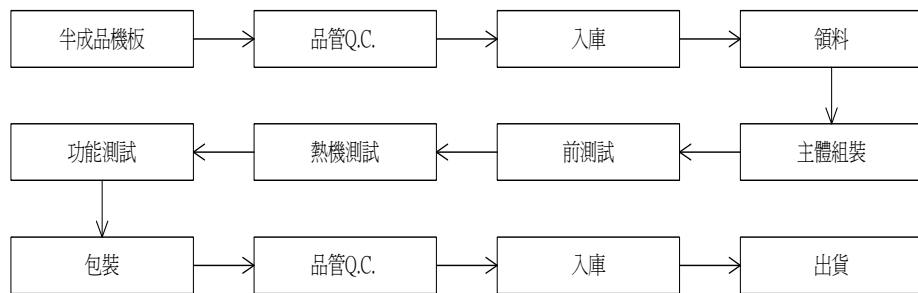 半成品機板
品管Q.C.
入庫
領料
主體組裝
前測試
熱機測試
功能測試
包裝
品管Q.C.
入庫
出貨